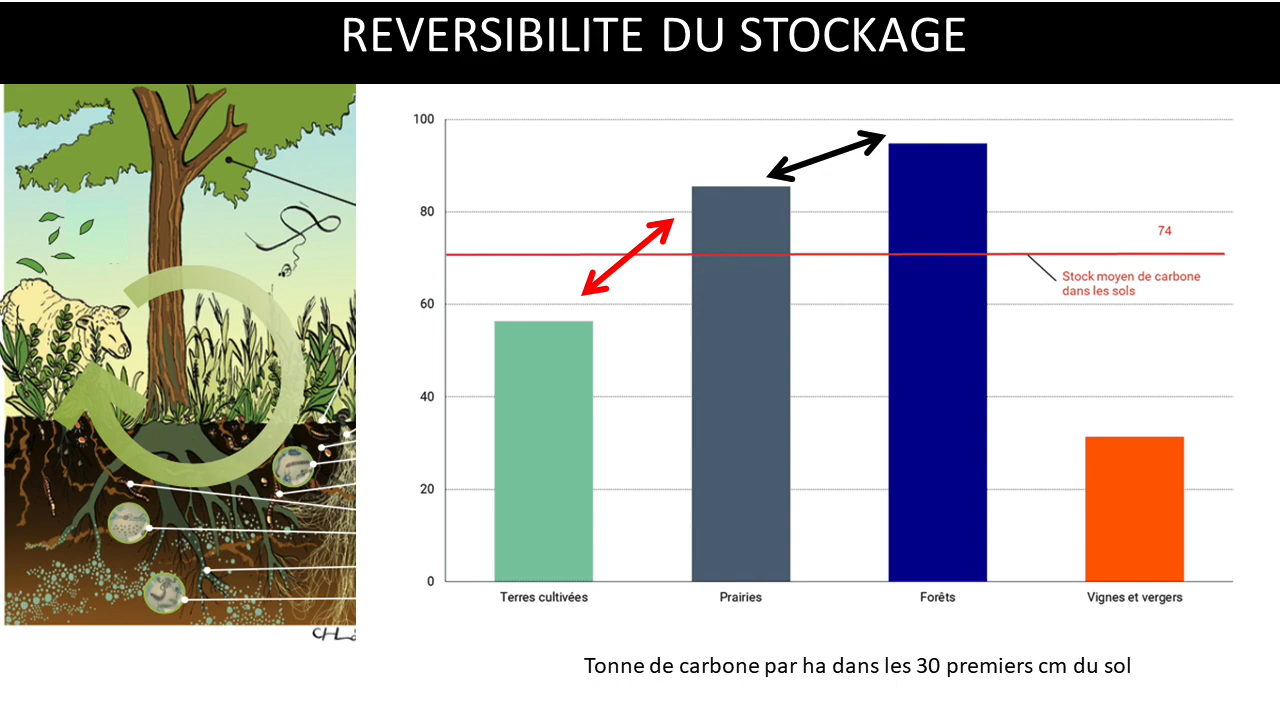 REVERSIBILITE DU STOCKAGE
100
80
60
40
20
0
74
Stock moyen de carbone
dans les sols
Terres cultivées
Prairies
Forêts
Vignes et vergers
Tonne de carbone par ha dans les 30 premiers cm du sol